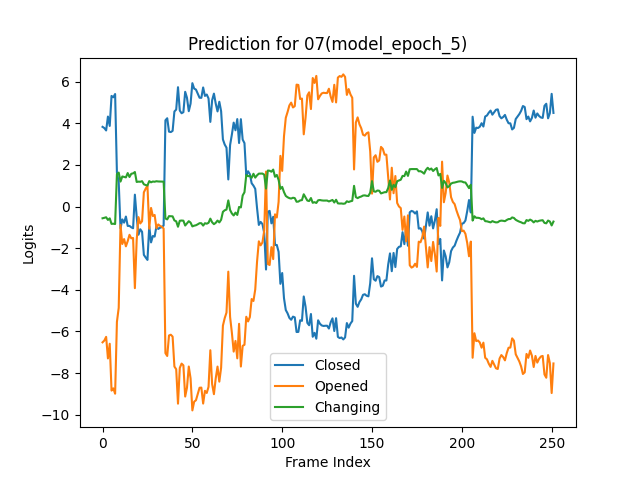 Prediction for 07(model_epoch_5)
6
4
2
0
−2
−4
−6
−8
−10
Logits
Closed
Opened
Changing
0 50 100 150 200 250
Frame Index